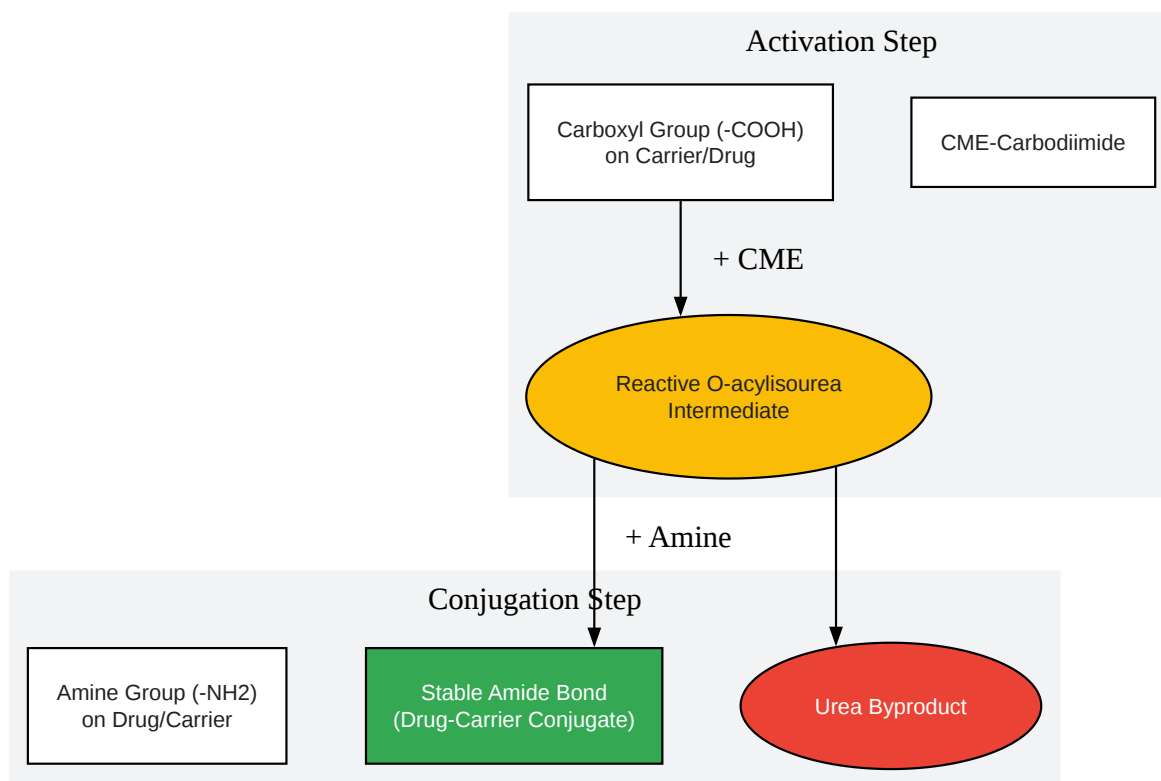 Activation Step
Carboxyl Group (-COOH)
on Carrier/Drug
CME-Carbodiimide
+ CME
Reactive O-acylisourea
Intermediate
+ Amine
Conjugation Step
Amine Group (-NH2)
on Drug/Carrier
Stable Amide Bond
(Drug-Carrier Conjugate)
Urea Byproduct